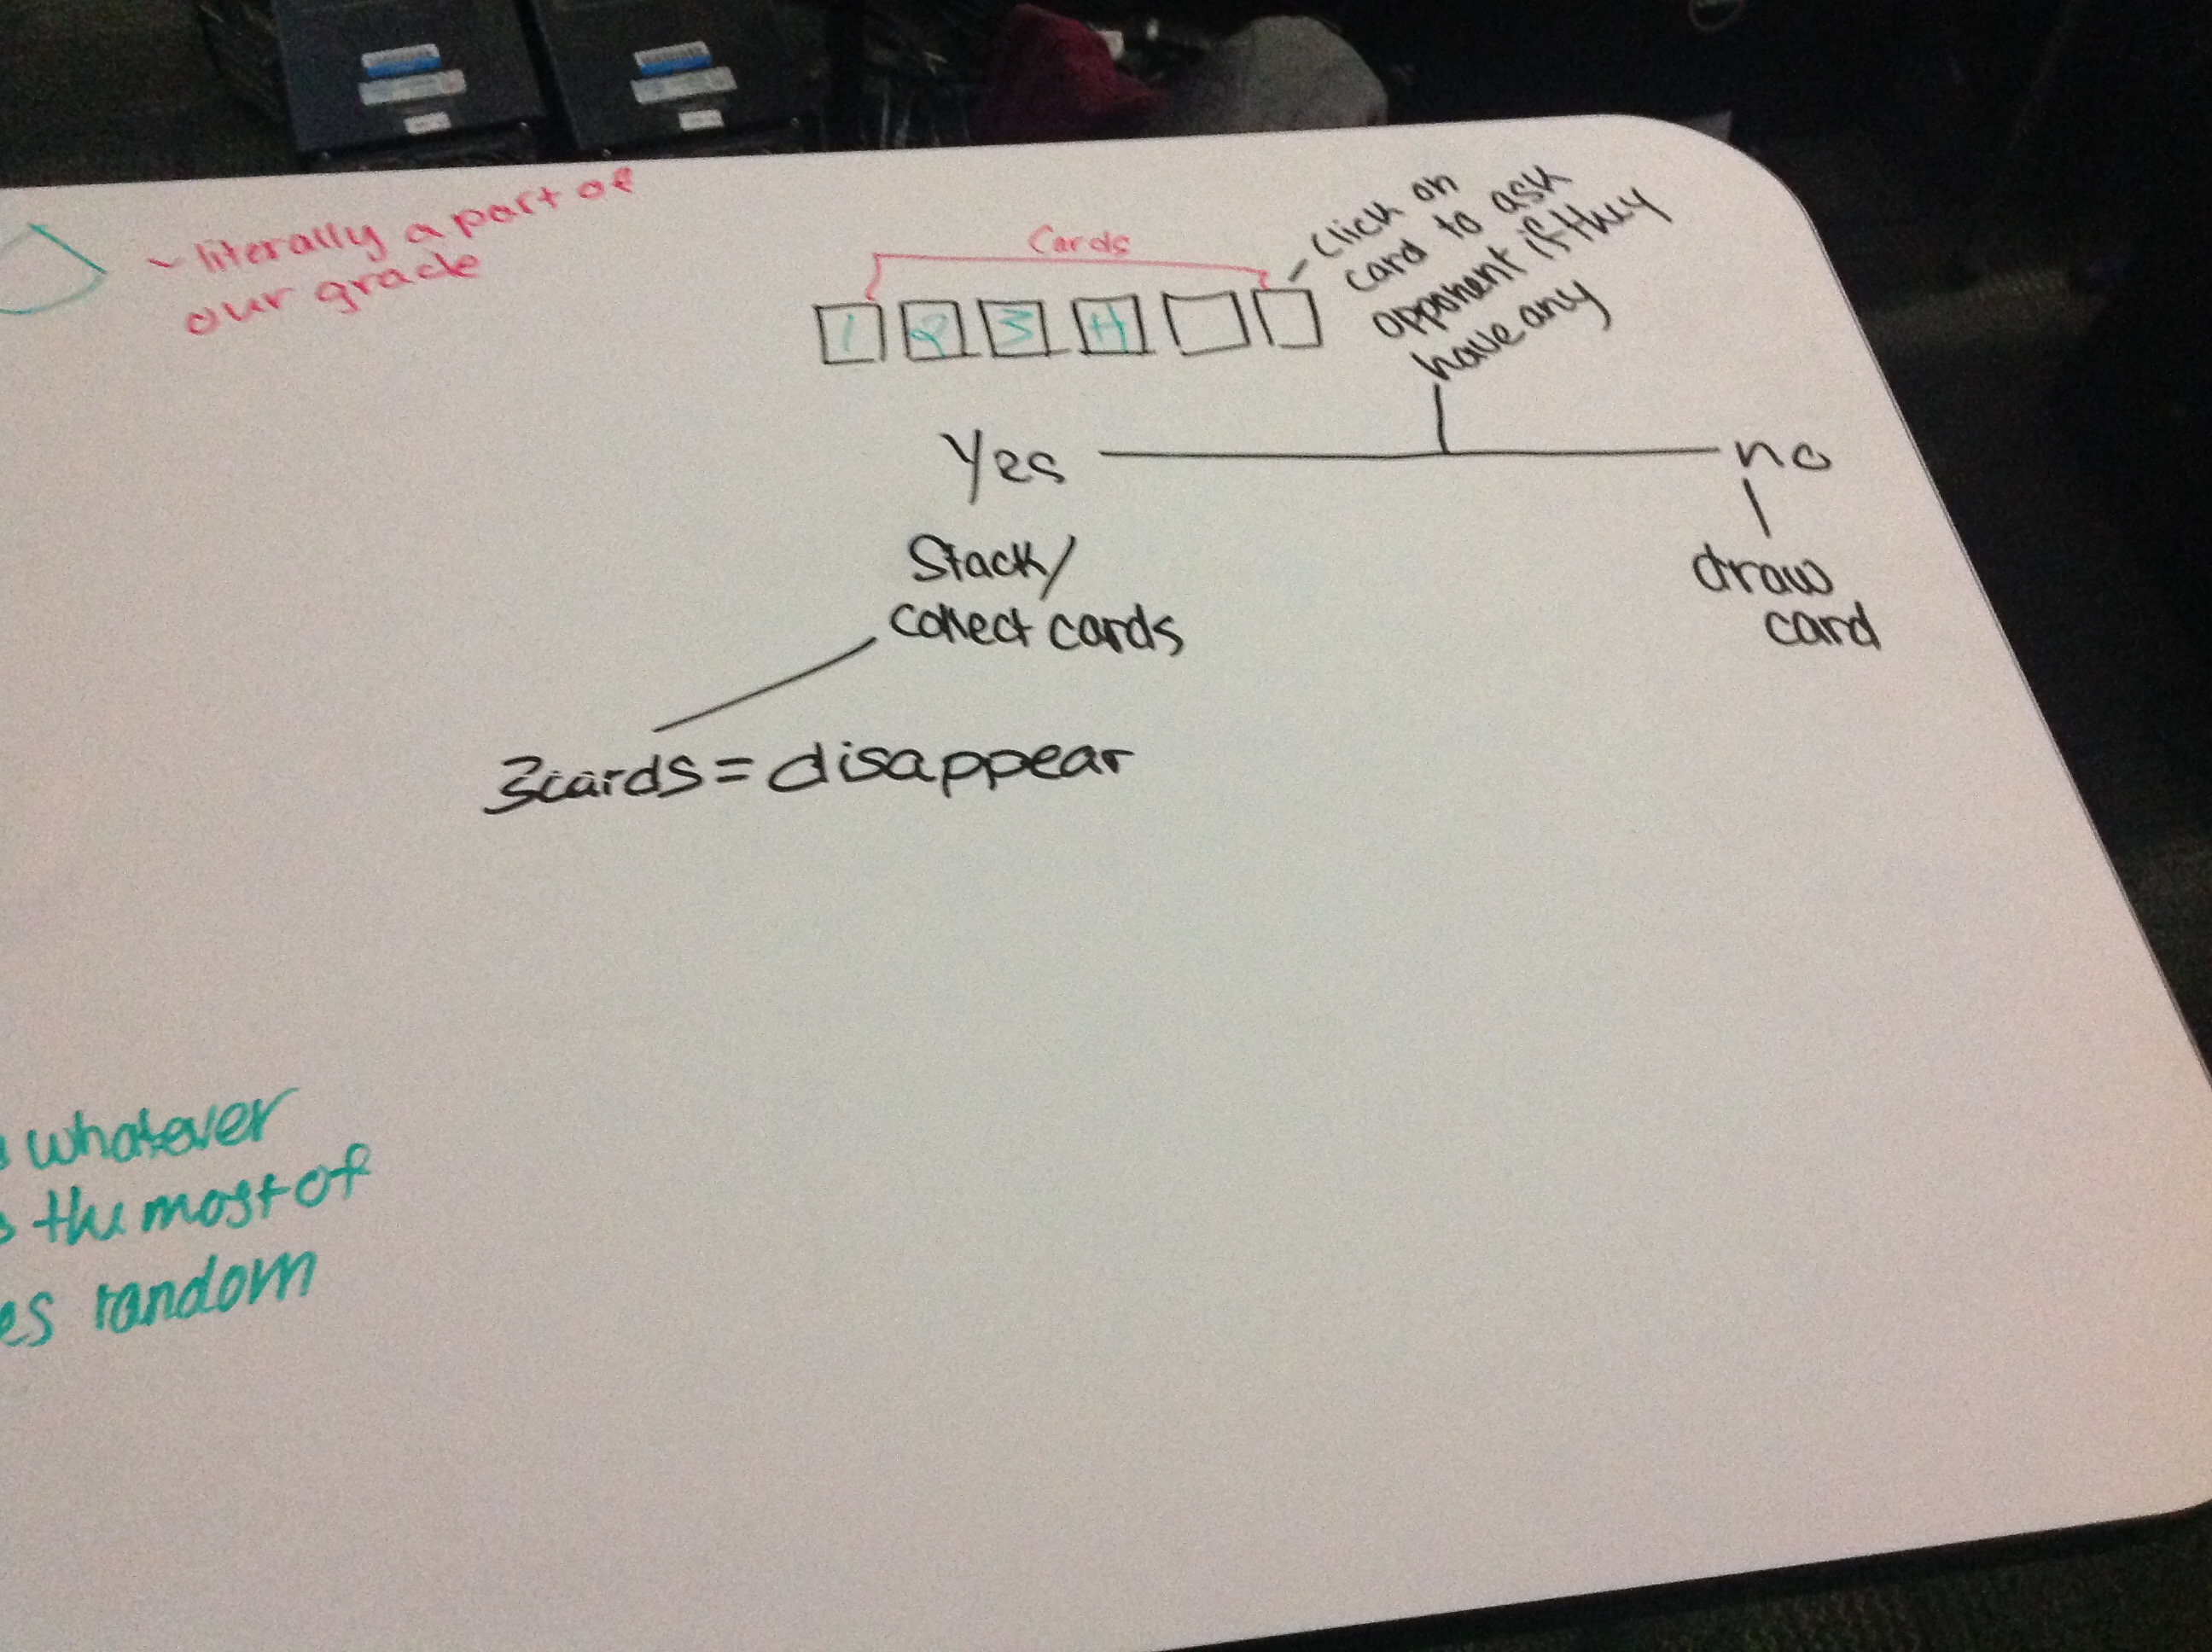 ~ literally a part of
our grade
Cards
1 2 3 4
- Click on
card to ask
opponent if they
have any
Yes
no
Stack/
collect cards
draw
card
3cards = disappear
whatever
the most of
es random